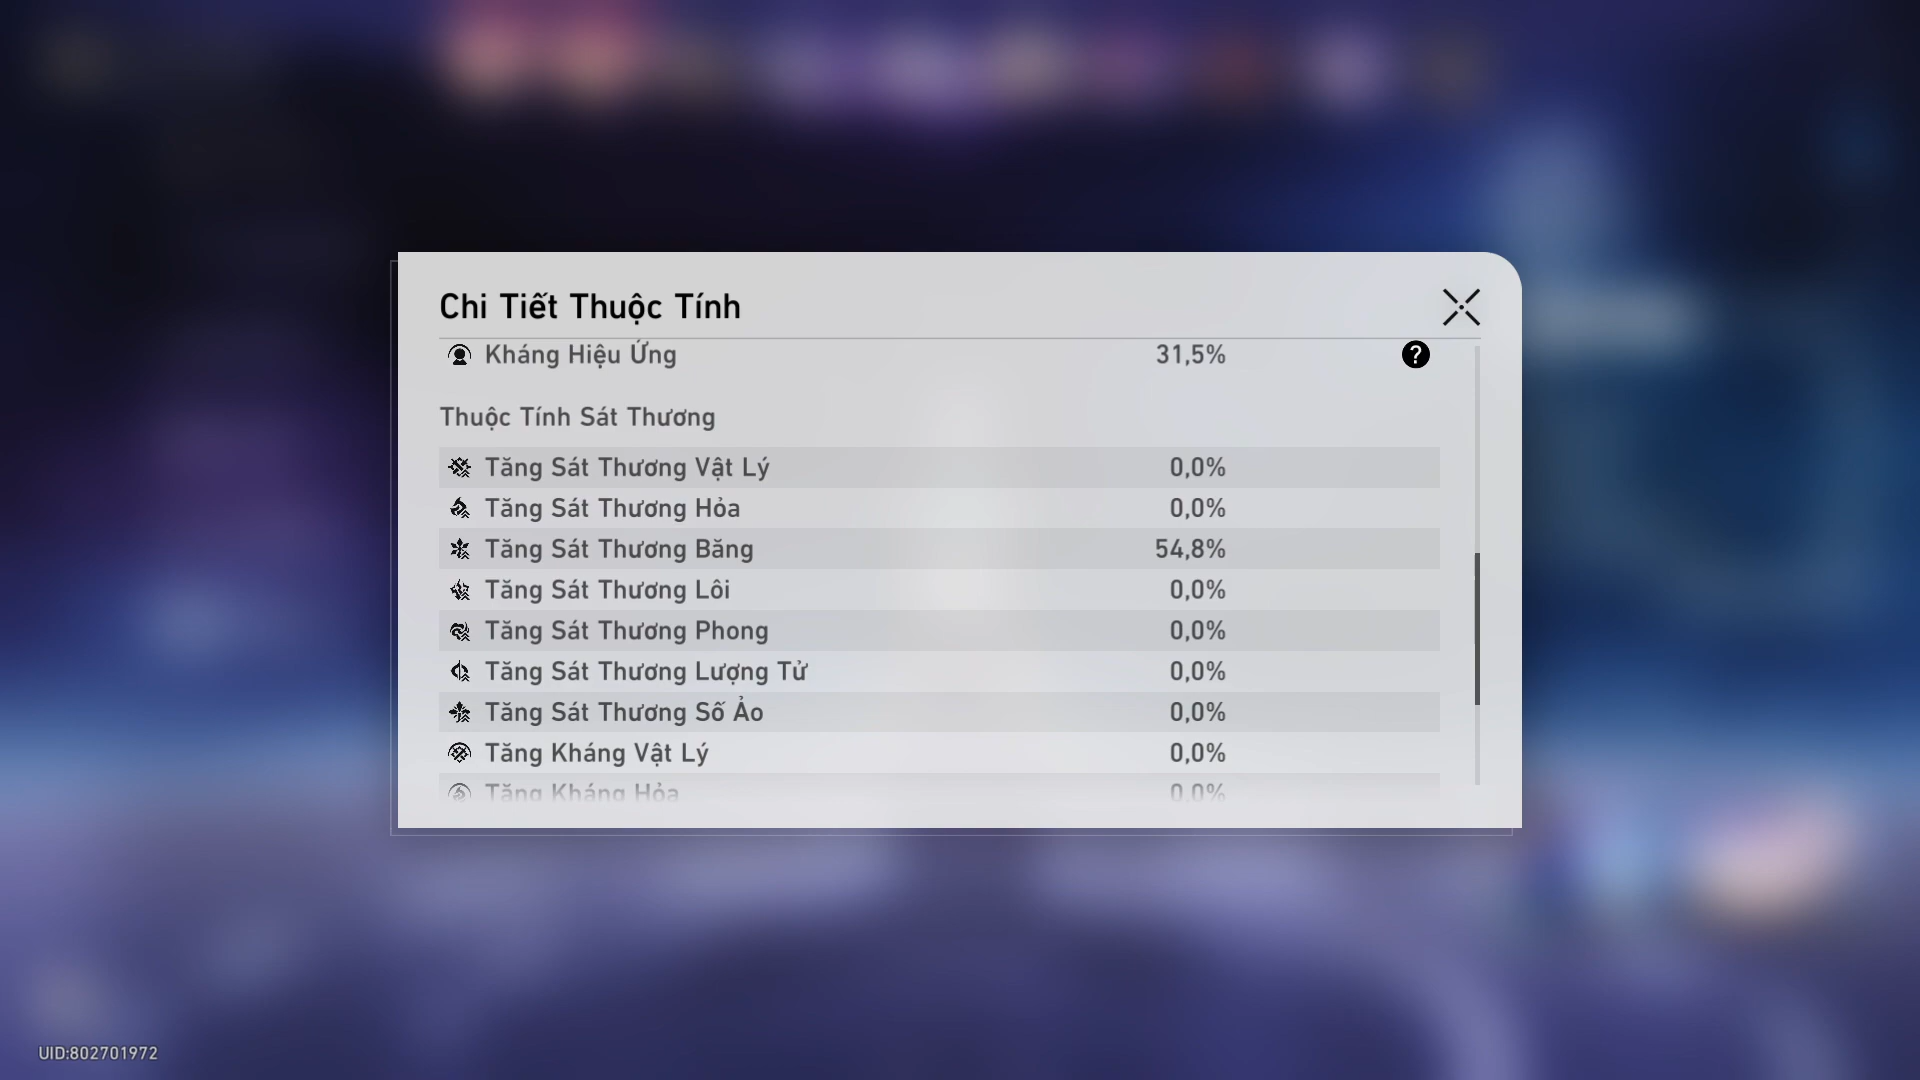 Chi Tiết Thuộc Tính
Kháng Hiệu Ứng 31,5% ?
Thuộc Tính Sát Thương
Tăng Sát Thương Vật Lý 0,0%
Tăng Sát Thương Hỏa 0,0%
Tăng Sát Thương Băng 54,8%
Tăng Sát Thương Lôi 0,0%
Tăng Sát Thương Phong 0,0%
Tăng Sát Thương Lượng Tử 0,0%
Tăng Sát Thương Số Ảo 0,0%
Tăng Kháng Vật Lý 0,0%
Tăng Kháng Hỏa 0,0%
UID:802701972